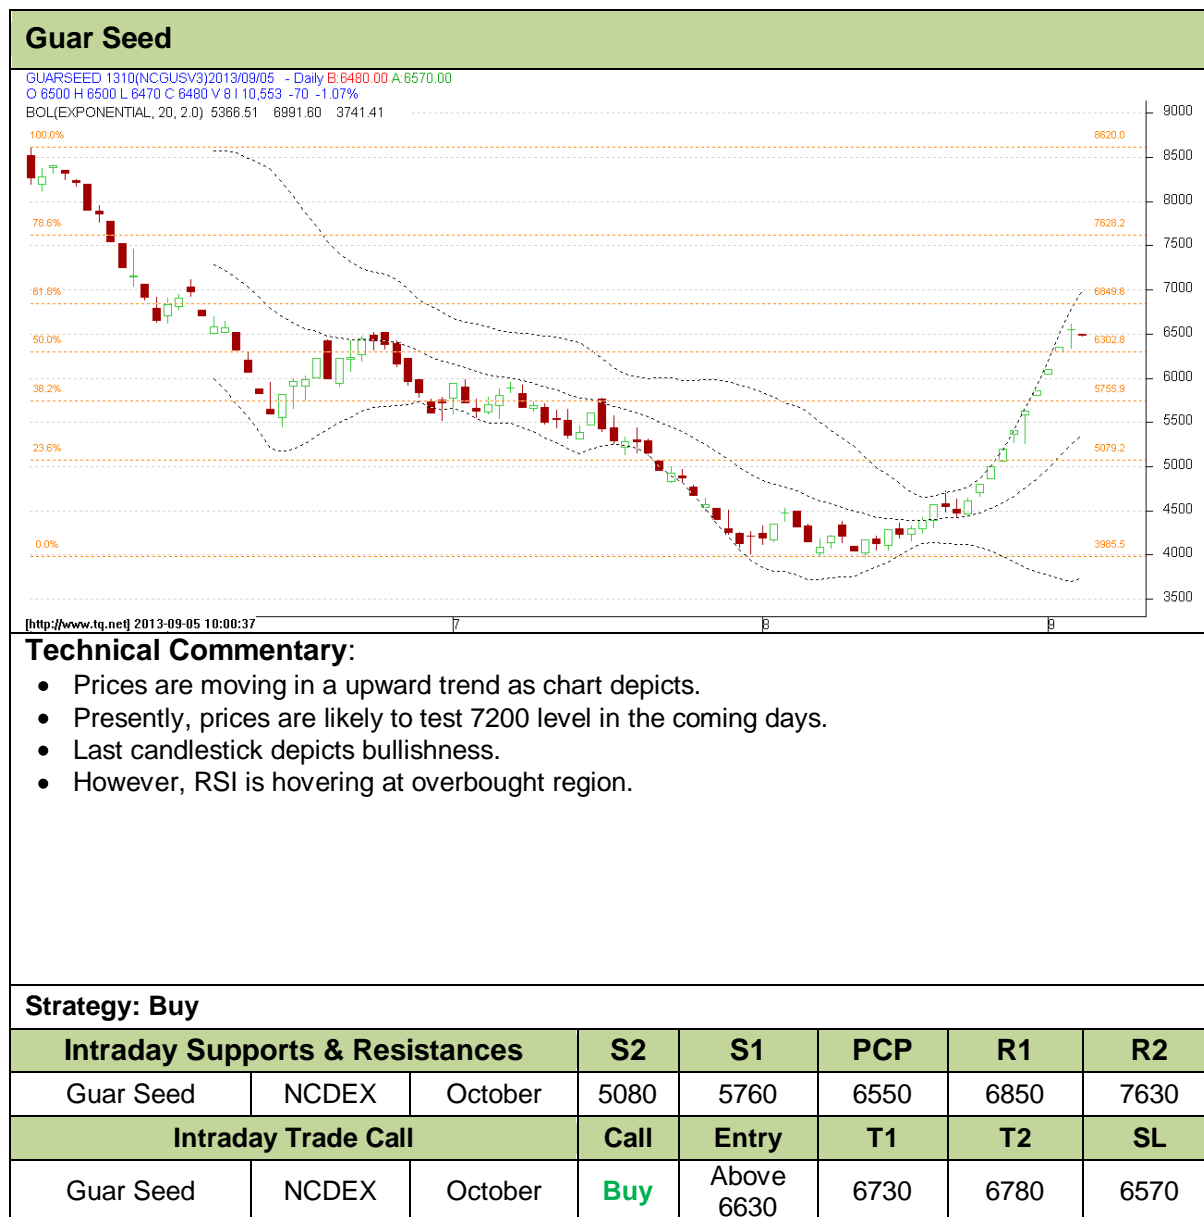 Guar Seed
GUARSEED 1310(NCGUSV3)2013/09/05 - Daily B:6480.00 A:6570.00
O 6500 H 6500 L 6470 C 6480 V 8 I 10,553 -70 -1.07%
BOL(EXPONENTIAL, 20, 2.0) 5366.51 6991.60 3741.41
9000
100.0% 8620.0
8500
8000
78.6% 7628.2
7500
7000
61.8% 6849.6
6500
50.0% 6302.8
6000
38.2% 5755.9
5500
23.6% 5079.2
5000
4500
0.0% 3985.5
4000
3500
[http://www.tq.net] 2013-09-05 10:00:37 7 8 9
Technical Commentary:
• Prices are moving in a upward trend as chart depicts.
• Presently, prices are likely to test 7200 level in the coming days.
• Last candlestick depicts bullishness.
• However, RSI is hovering at overbought region.
Strategy: Buy
Intraday Supports & Resistances S2 S1 PCP R1 R2
Guar Seed NCDEX October 5080 5760 6550 6850 7630
Intraday Trade Call Call Entry T1 T2 SL
Guar Seed NCDEX October Buy Above 6630 6730 6780 6570